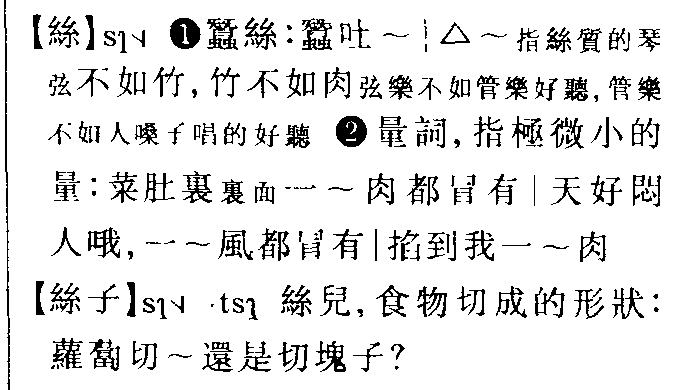 【絲】sɿ˧˩ ❶蠶絲：蠶吐～｜△～指絲質的琴
弦不如竹，竹不如肉弦樂不如管樂好聽，管樂
不如人嗓子唱的好聽 ❷量詞，指極微小的
量：菜肚裏裏面一～肉都冒有｜天好悶
人哦，一～風都冒有｜掐到我一～肉
【絲子】sɿ˧˩ ·tsɿ 絲兒，食物切成的形狀：
蘿蔔切～還是切塊子？